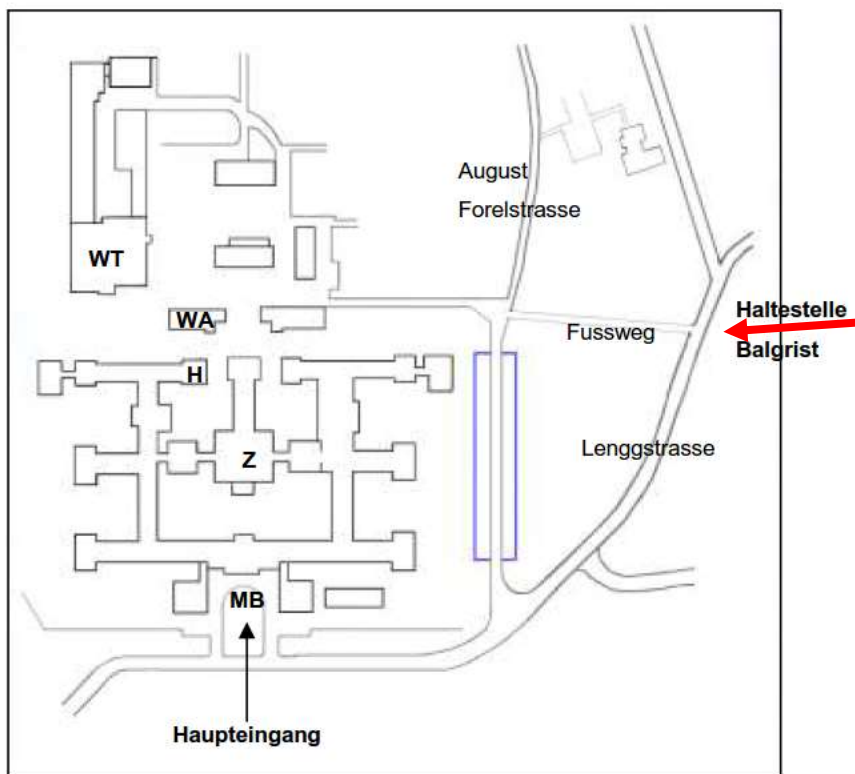 August
Forelstrasse
WT
Haltestelle
WA
Fussweg
Balgrist
H
Lenggstrasse
Z
MB
Haupteingang